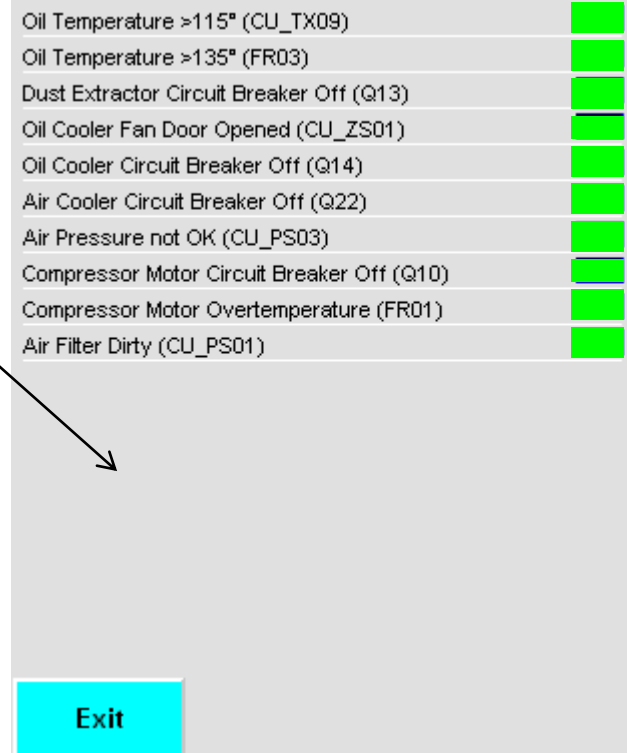 Oil Temperature >115° (CU_TX09)
Oil Temperature >135° (FR03)
Dust Extractor Circuit Breaker Off (Q13)
Oil Cooler Fan Door Opened (CU_ZS01)
Oil Cooler Circuit Breaker Off (Q14)
Air Cooler Circuit Breaker Off (Q22)
Air Pressure not OK (CU_PS03)
Compressor Motor Circuit Breaker Off (Q10)
Compressor Motor Overtemperature (FR01)
Air Filter Dirty (CU_PS01)
Exit